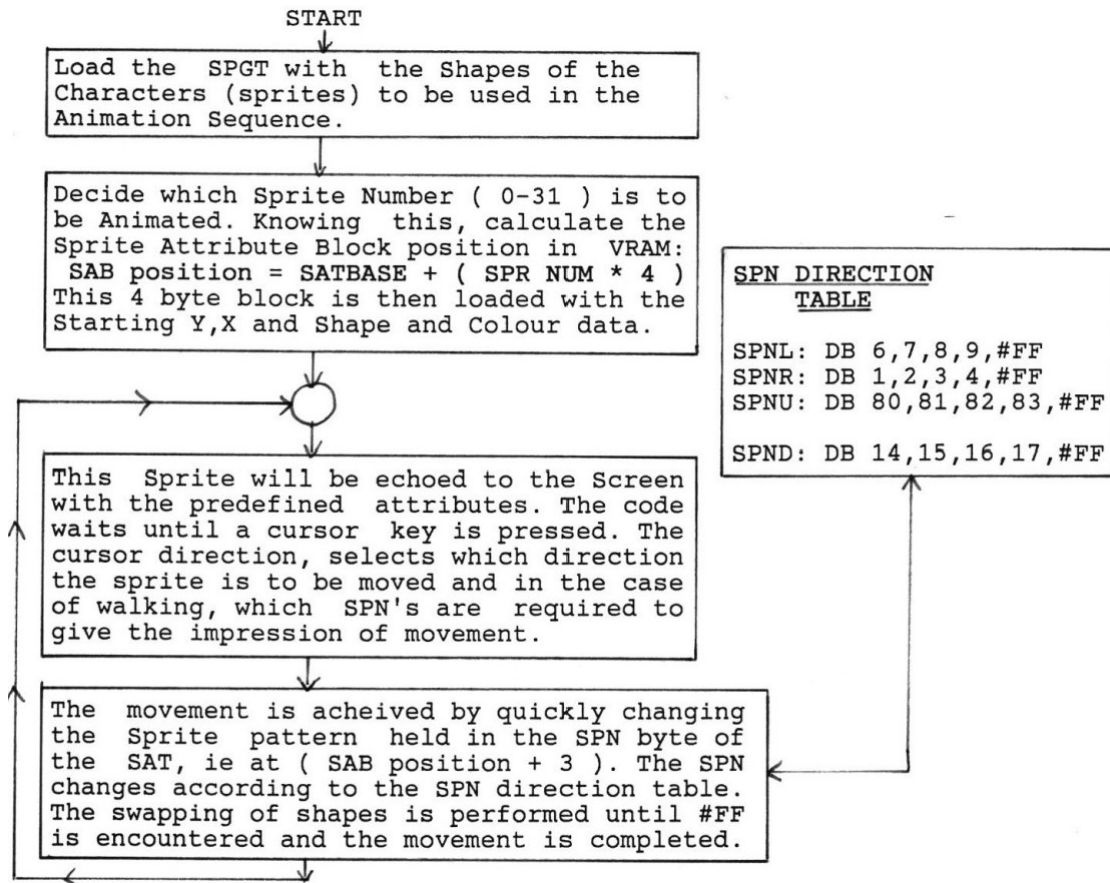 START
Load the SPGT with the Shapes of the
Characters (sprites) to be used in the
Animation Sequence.
Decide which Sprite Number ( 0-31 ) is to
be Animated. Knowing this, calculate the
Sprite Attribute Block position in VRAM:
SAB position = SATBASE + ( SPR NUM * 4 )
This 4 byte block is then loaded with the
Starting Y,X and Shape and Colour data.
This Sprite will be echoed to the Screen
with the predefined attributes. The code
waits until a cursor key is pressed. The
cursor direction, selects which direction
the sprite is to be moved and in the case
of walking, which SPN's are required to
give the impression of movement.
The movement is acheived by quickly changing
the Sprite pattern held in the SPN byte of
the SAT, ie at ( SAB position + 3 ). The SPN
changes according to the SPN direction table.
The swapping of shapes is performed until #FF
is encountered and the movement is completed.
SPN DIRECTION
TABLE
SPNL: DB 6,7,8,9,#FF
SPNR: DB 1,2,3,4,#FF
SPNU: DB 80,81,82,83,#FF
SPND: DB 14,15,16,17,#FF